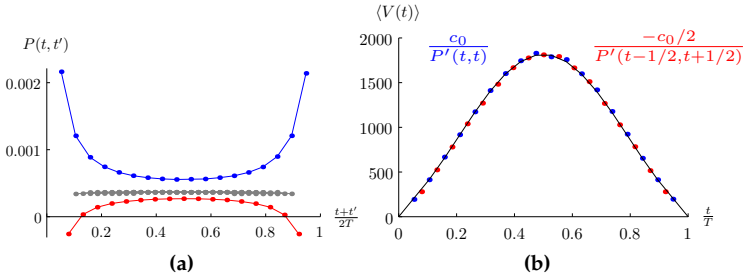 P(t, t′)
0.002
0.001
0
0.2
0.4
0.6
0.8
1
t+t′
2T
(a)
⟨V(t)⟩
2000
1500
1000
500
0
0
0.2
0.4
0.6
0.8
1
t
T
c₀
P′(t,t)
−c₀/2
P′(t−1/2,t+1/2)
(b)